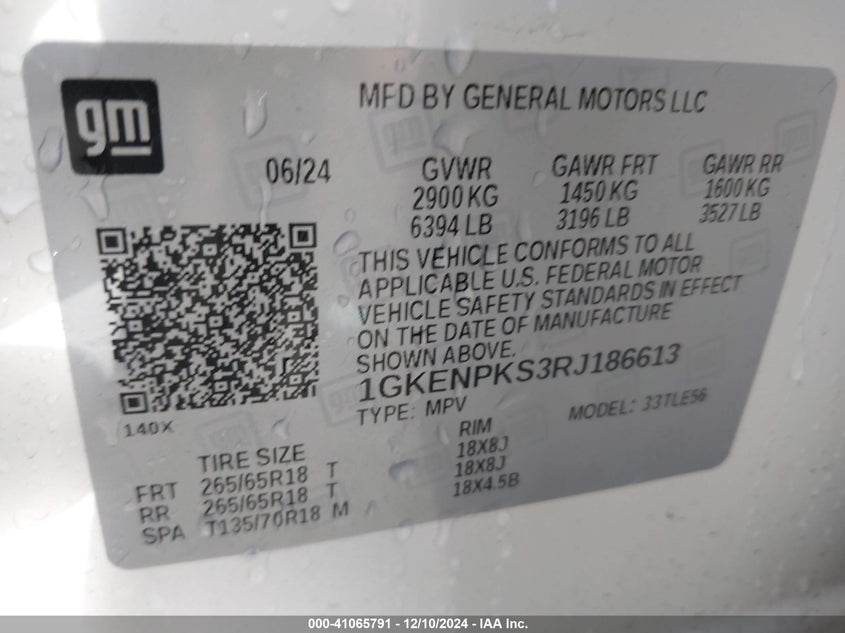 gm
MFD BY GENERAL MOTORS LLC
06/24 GVWR GAWR FRT GAWR RR
2900 KG 1450 KG 1600 KG
6394 LB 3196 LB 3527 LB
THIS VEHICLE CONFORMS TO ALL
APPLICABLE U.S. FEDERAL MOTOR
VEHICLE SAFETY STANDARDS IN EFFECT
ON THE DATE OF MANUFACTURE
SHOWN ABOVE.
1GKENPKS3RJ186613
TYPE: MPV MODEL: 33TLE56
140X
TIRE SIZE RIM
FRT 265/65R18 T 18X8J
RR 265/65R18 T 18X8J
SPA T135/70R18 M 18X4.5B
000-41065791 - 12/10/2024 - IAA Inc.